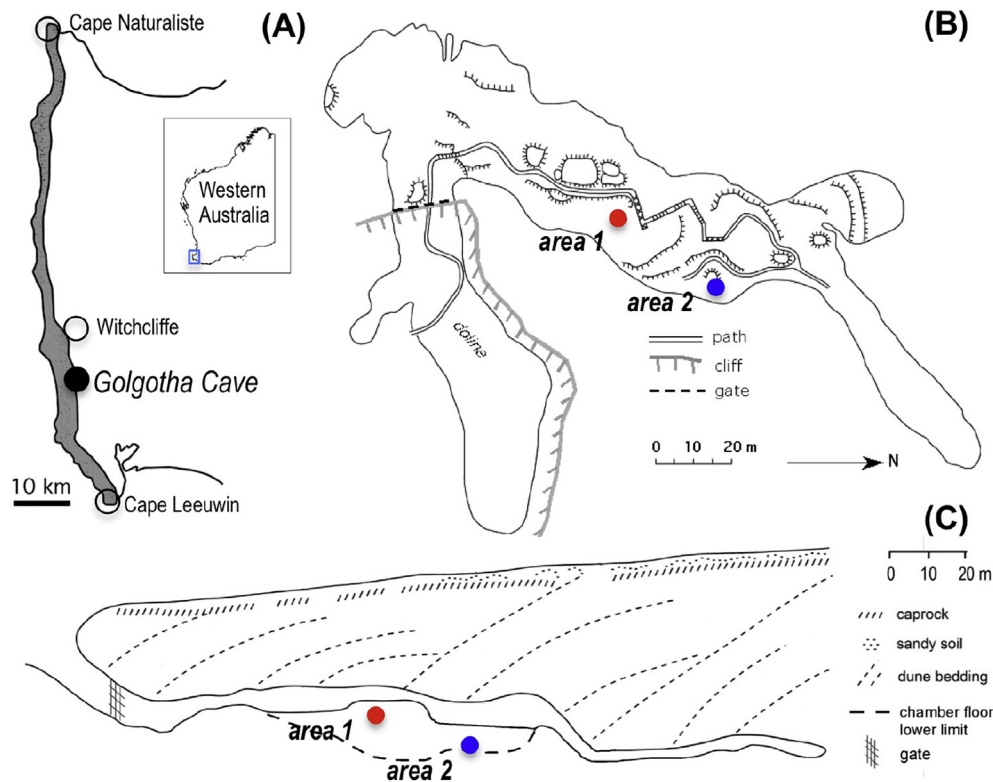 (A)
Cape Naturaliste
Western
Australia
Witchcliffe
Golgotha Cave
10 km
Cape Leeuwin
(B)
area 1
area 2
doline
path
cliff
gate
0 10 20 m
N
(C)
0 10 20 m
caprock
sandy soil
dune bedding
chamber floor
lower limit
gate
area 1
area 2